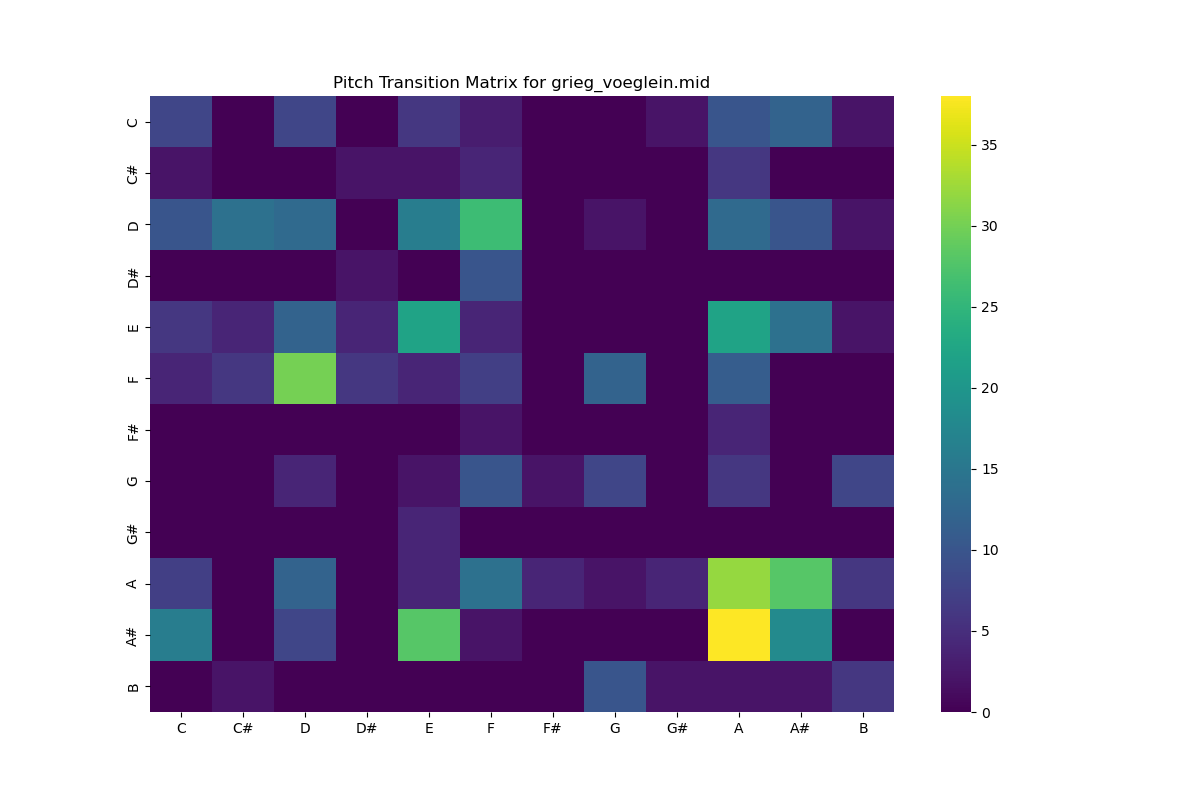 Pitch Transition Matrix for grieg_voeglein.mid
C
C#
D
D#
E
F
F#
G
G#
A
A#
B
C C# D D# E F F# G G# A A# B
35
30
25
20
15
10
5
0